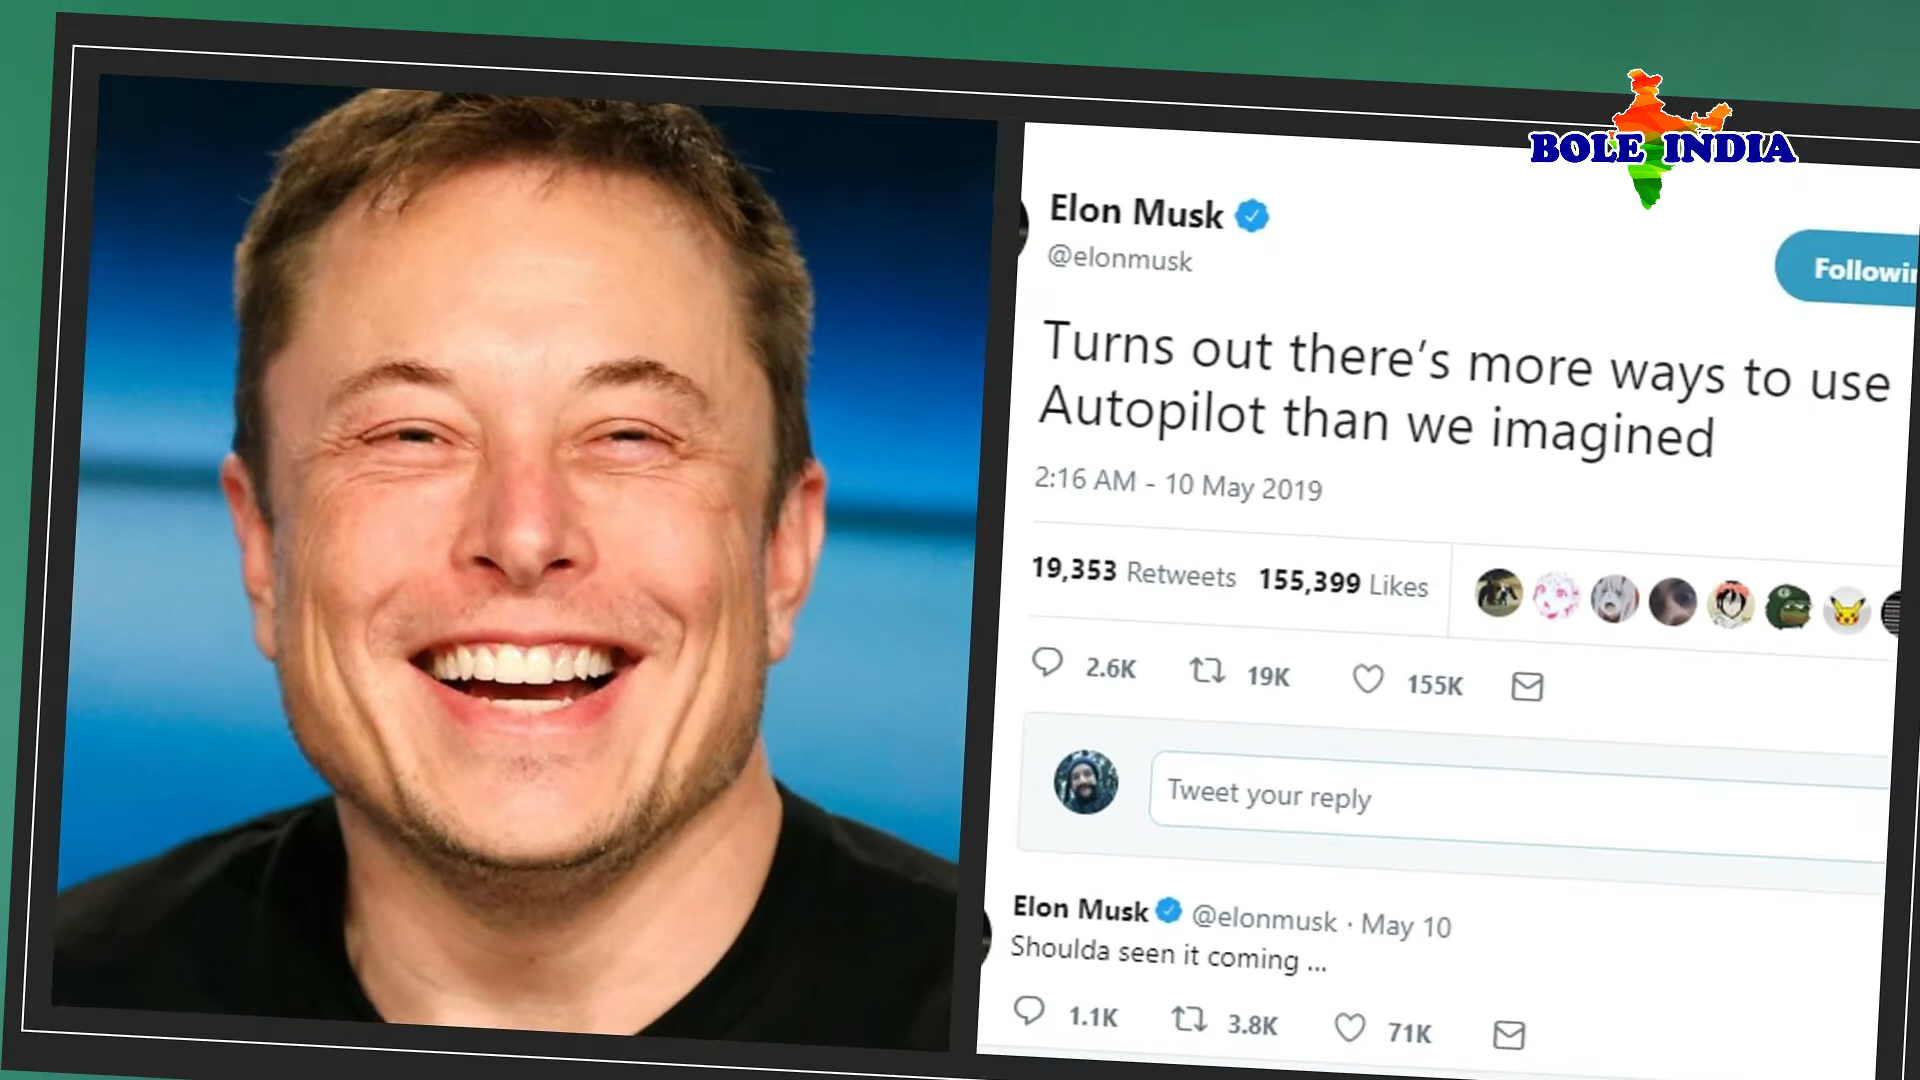 BOLE INDIA
Elon Musk
@elonmusk
Followin
Turns out there's more ways to use
Autopilot than we imagined
2:16 AM - 10 May 2019
19,353 Retweets 155,399 Likes
2.6K 19K 155K
Tweet your reply
Elon Musk @elonmusk · May 10
Shoulda seen it coming ...
1.1K 3.8K 71K